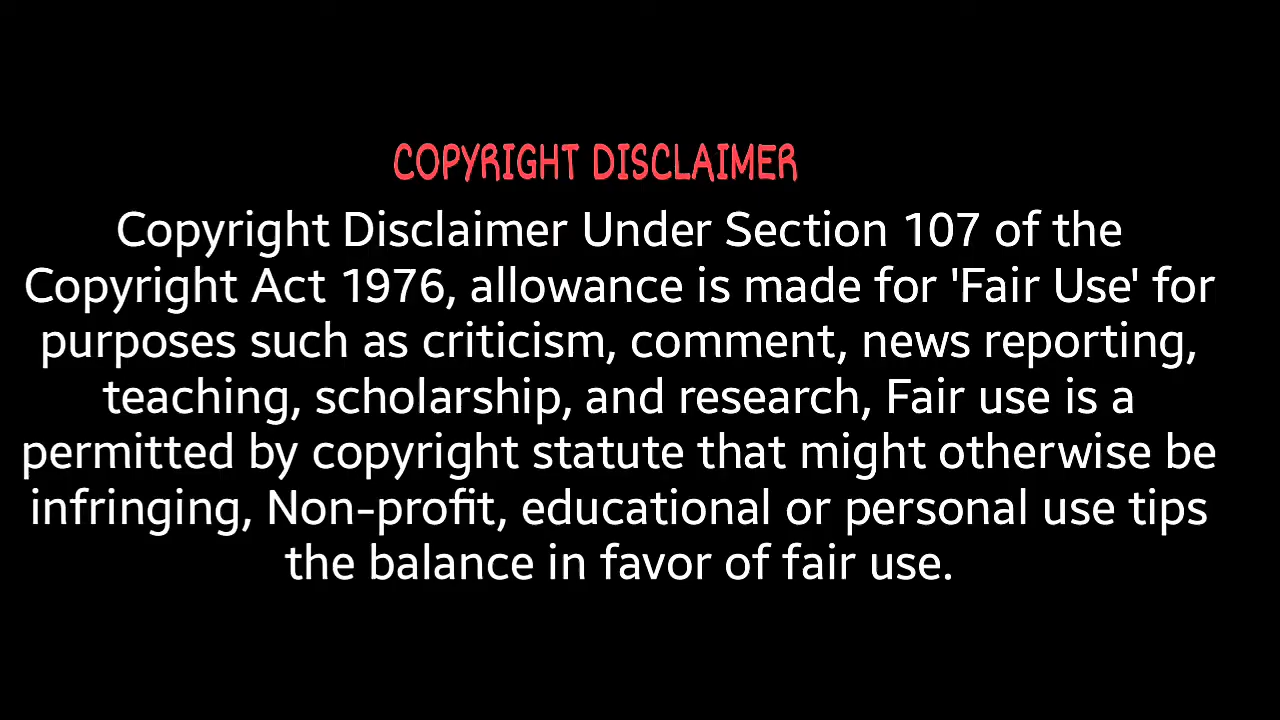 COPYRIGHT DISCLAIMER
Copyright Disclaimer Under Section 107 of the
Copyright Act 1976, allowance is made for 'Fair Use' for
purposes such as criticism, comment, news reporting,
teaching, scholarship, and research, Fair use is a
permitted by copyright statute that might otherwise be
infringing, Non-profit, educational or personal use tips
the balance in favor of fair use.